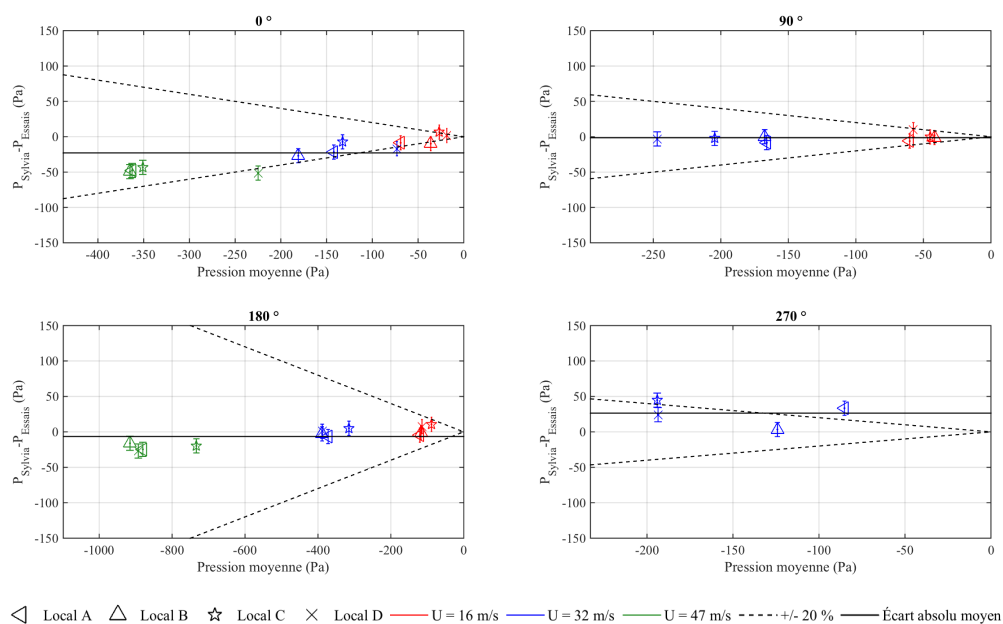 0 °
150
100
50
0
-50
-100
-150
-400 -350 -300 -250 -200 -150 -100 -50 0
Pression moyenne (Pa)
P_Sylvia-P_Essais (Pa)
90 °
150
100
50
0
-50
-100
-150
-250 -200 -150 -100 -50 0
Pression moyenne (Pa)
P_Sylvia-P_Essais (Pa)
180 °
150
100
50
0
-50
-100
-150
-1000 -800 -600 -400 -200 0
Pression moyenne (Pa)
P_Sylvia-P_Essais (Pa)
270 °
150
100
50
0
-50
-100
-150
-200 -150 -100 -50 0
Pression moyenne (Pa)
P_Sylvia-P_Essais (Pa)
Local A Local B Local C Local D U = 16 m/s U = 32 m/s U = 47 m/s +/- 20 % Écart absolu moyen